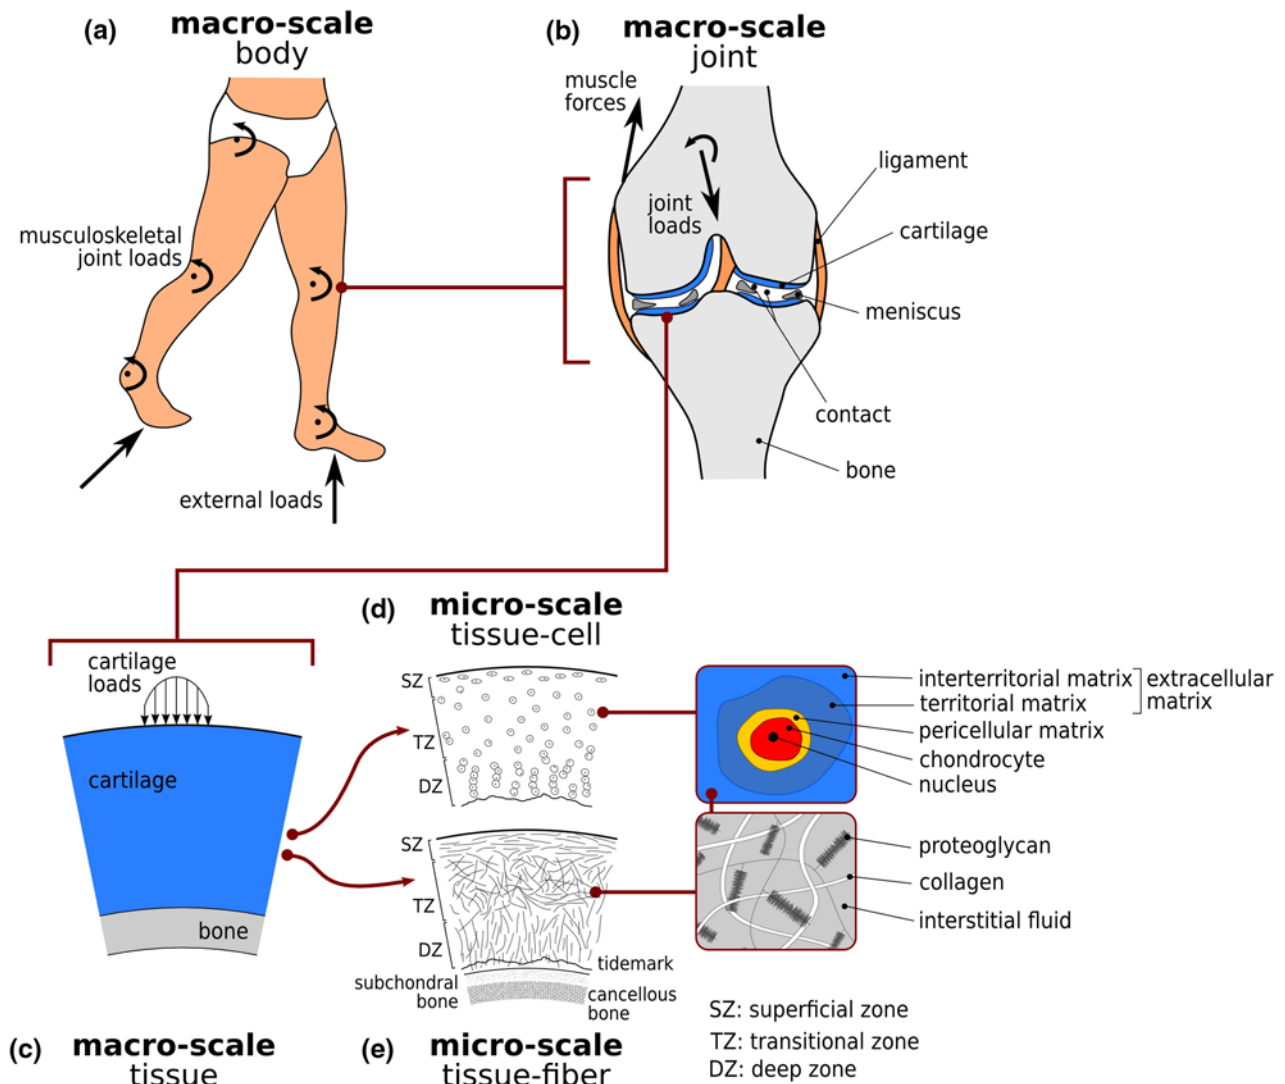 (a) macro-scale
body
musculoskeletal
joint loads
external loads
(b) macro-scale
joint
muscle
forces
joint
loads
ligament
cartilage
meniscus
contact
bone
cartilage
loads
cartilage
bone
(c) macro-scale
tissue
(d) micro-scale
tissue-cell
SZ
TZ
DZ
interterritorial matrix
territorial matrix
extracellular
matrix
pericellular matrix
chondrocyte
nucleus
SZ
TZ
DZ
tidemark
subchondral
bone
cancellous
bone
proteoglycan
collagen
interstitial fluid
(e) micro-scale
tissue-fiber
SZ: superficial zone
TZ: transitional zone
DZ: deep zone